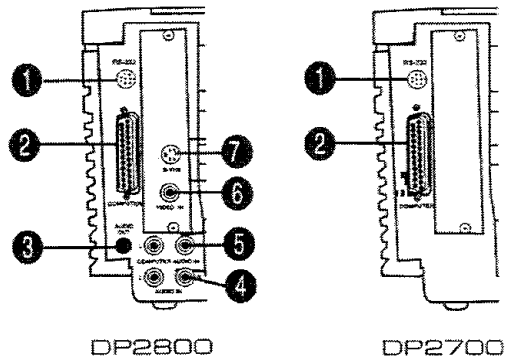 RS-232
1
2
7
S-VHS
6
VIDEO IN
COMPUTER
AUDIO
OUT
3
5
L
COMPUTER AUDIO IN
4
L
AUDIO IN
DP2800
RS-232
1
2
COMPUTER
DP2700